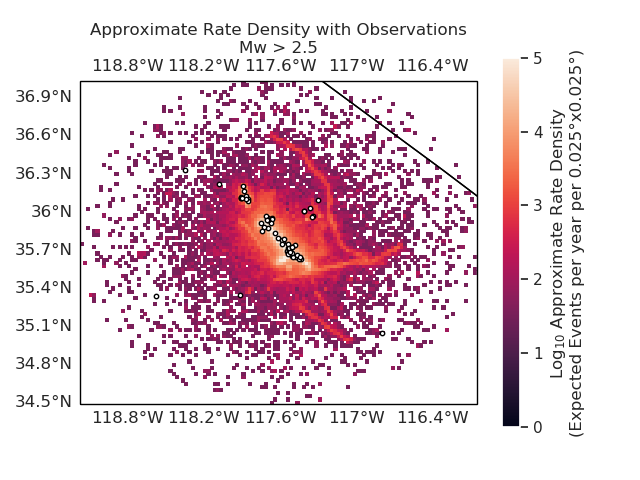 Approximate Rate Density with Observations
Mw > 2.5
118.8°W 118.2°W 117.6°W 117°W 116.4°W
36.9°N
36.6°N
36.3°N
36°N
35.7°N
35.4°N
35.1°N
34.8°N
34.5°N
118.8°W 118.2°W 117.6°W 117°W 116.4°W
5
4
3
2
1
0
Log₁₀ Approximate Rate Density
(Expected Events per year per 0.025°x0.025°)